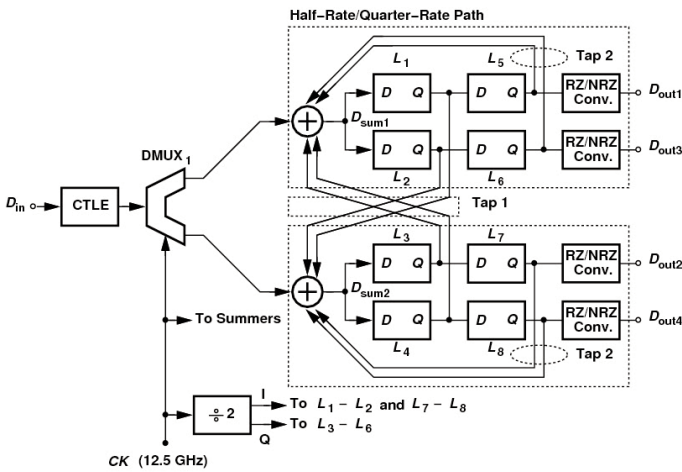 Half-Rate/Quarter-Rate Path
L1
L5
Tap 2
D Q
D Q
RZ/NRZ
Conv.
Dout1
Dsum1
DMUX1
D Q
D Q
RZ/NRZ
Conv.
Dout3
L2
L6
Din
CTLE
Tap 1
L3
L7
D Q
D Q
RZ/NRZ
Conv.
Dout2
Dsum2
To Summers
D Q
D Q
RZ/NRZ
Conv.
Dout4
L4
L8
Tap 2
÷ 2
I
To L1 - L2 and L7 - L8
To L3 - L6
Q
CK (12.5 GHz)